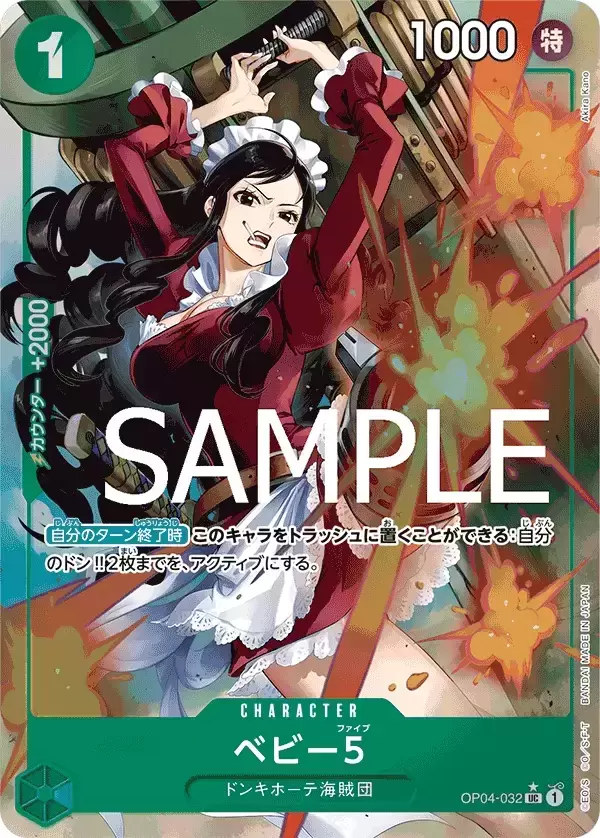 1
1000 特
Akira Kano
カウンター +2000
SAMPLE
自分のターン終了時 このキャラをトラッシュに置くことができる：自分
のドン!!2枚までを、アクティブにする。
CHARACTER
ファイブ
ベビー5
ドンキホーテ海賊団
OP04-032 UC 1
©E.O/S ©O/S･F･T BANDAI MADE IN JAPAN